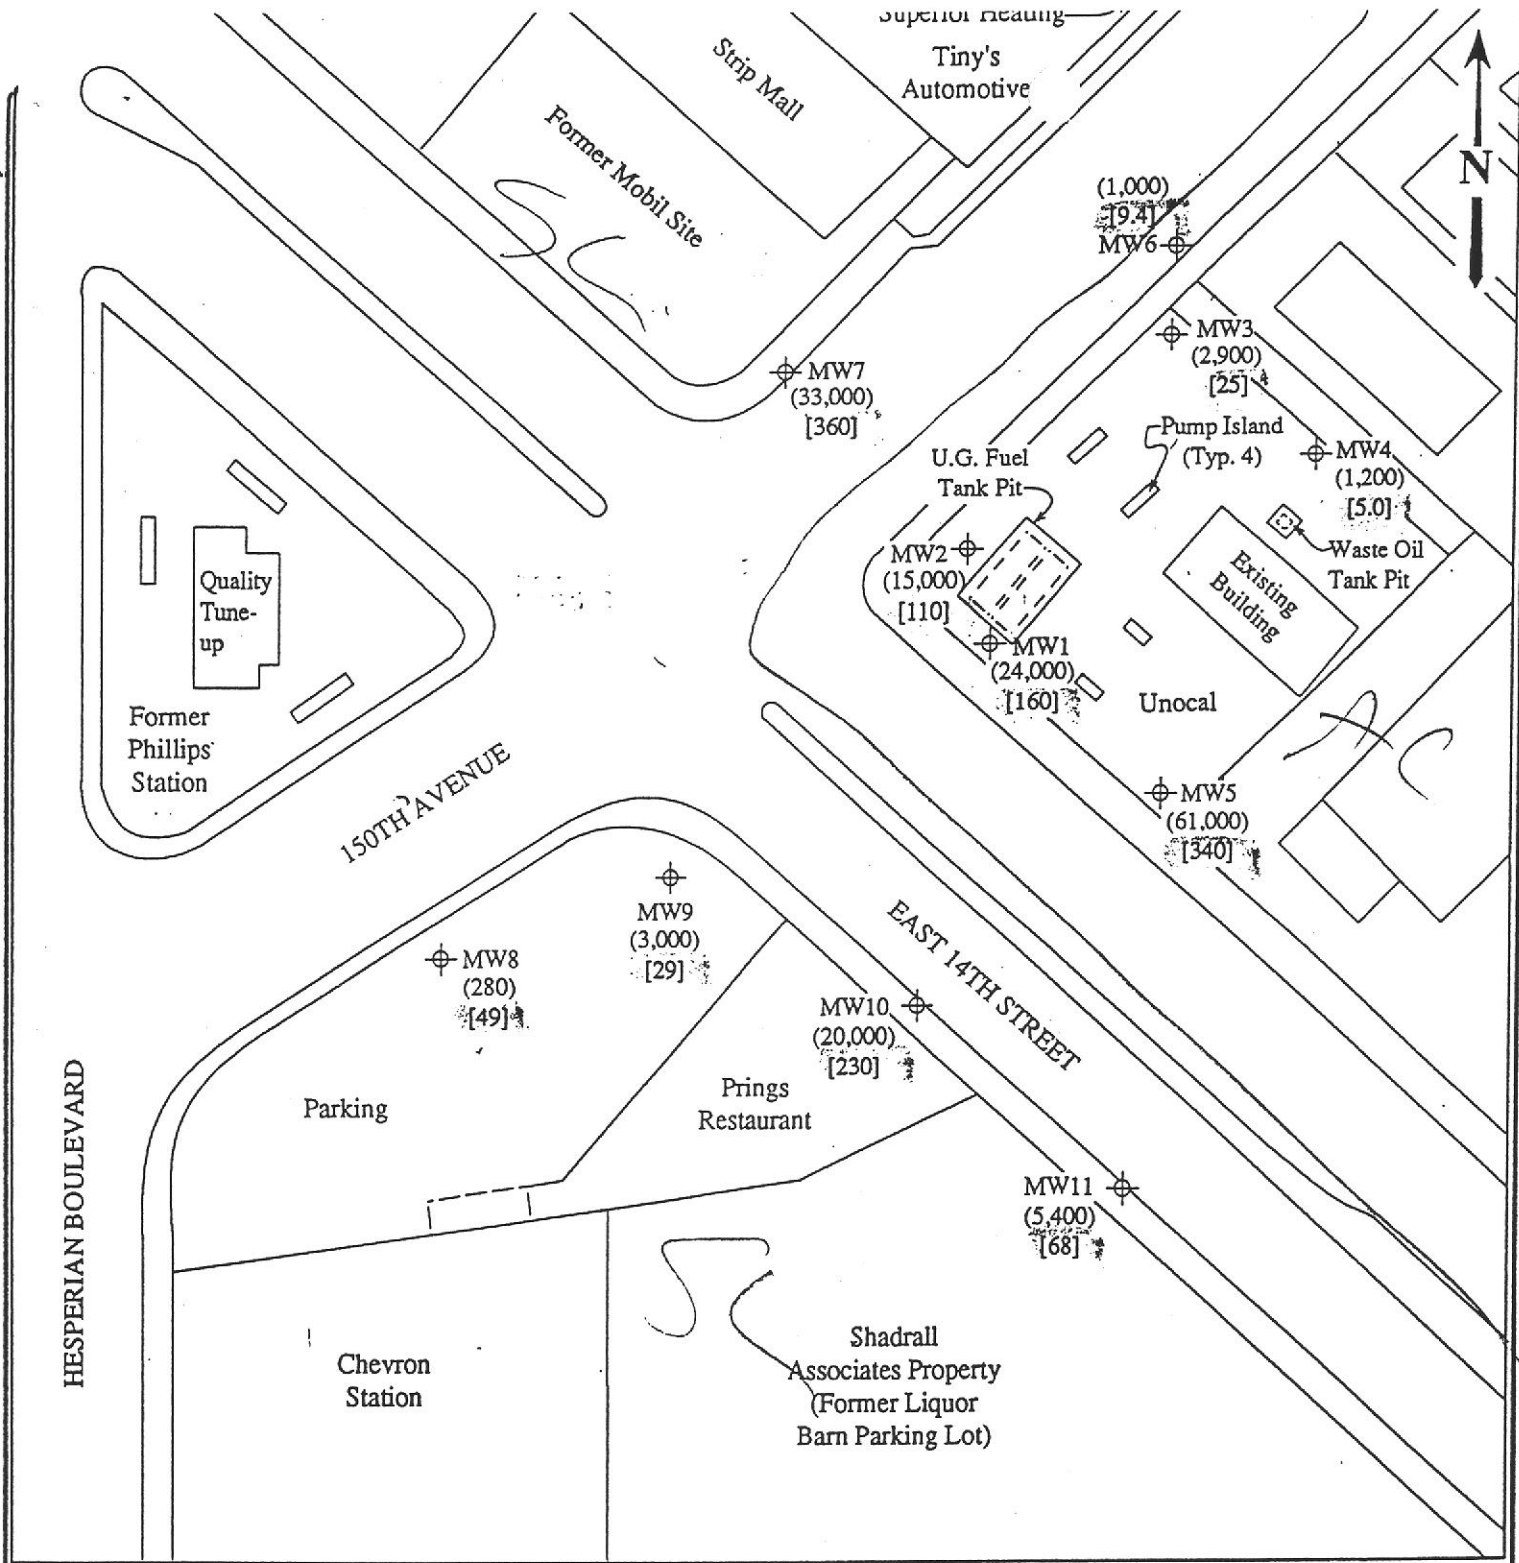 Superior Heating
Tiny's
Automotive
Strip Mall
Former Mobil Site
N
(1,000)
[9.4]
MW6
MW3
(2,900)
[25]
MW7
(33,000)
[360]
Pump Island
(Typ. 4)
MW4
(1,200)
[5.0]
U.G. Fuel
Tank Pit
MW2
(15,000)
[110]
Waste Oil
Tank Pit
Existing
Building
Quality
Tune-
up
MW1
(24,000)
[160]
Unocal
Former
Phillips
Station
150TH AVENUE
MW5
(61,000)
[340]
MW9
(3,000)
[29]
EAST 14TH STREET
MW8
(280)
[49]
MW10
(20,000)
[230]
Parking
Prings
Restaurant
HESPERIAN BOULEVARD
MW11
(5,400)
[68]
Chevron
Station
Shadrall
Associates Property
(Former Liquor
Barn Parking Lot)